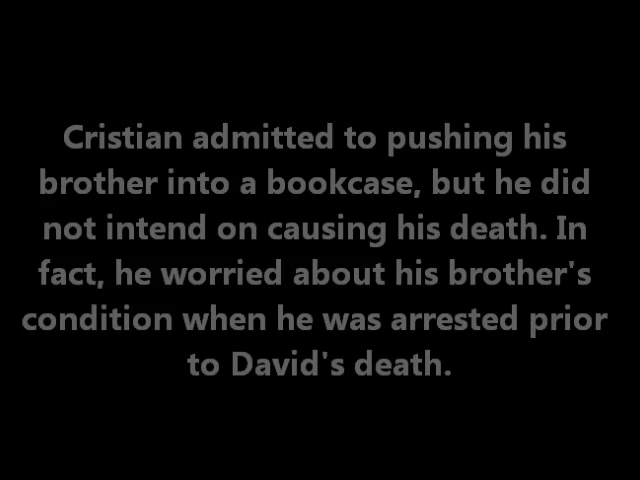 Cristian admitted to pushing his
brother into a bookcase, but he did
not intend on causing his death. In
fact, he worried about his brother's
condition when he was arrested prior
to David's death.